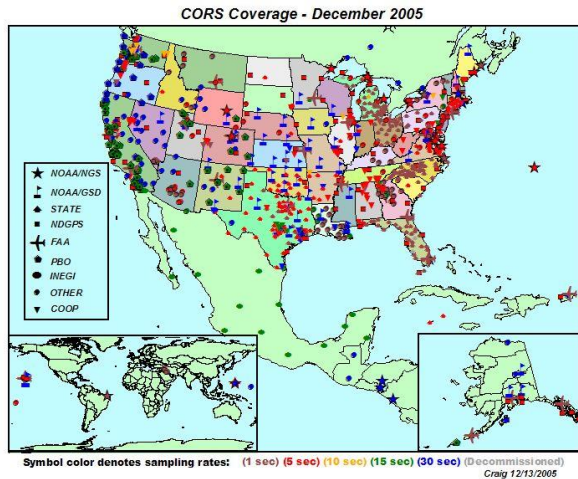 CORS Coverage - December 2005
NOAA/NGS
NOAA/GSD
STATE
NDGPS
FAA
PBO
INEGI
OTHER
COOP
Symbol color denotes sampling rates: (1 sec) (5 sec) (10 sec) (15 sec) (30 sec) (Decommissioned)
Craig 12/13/2005